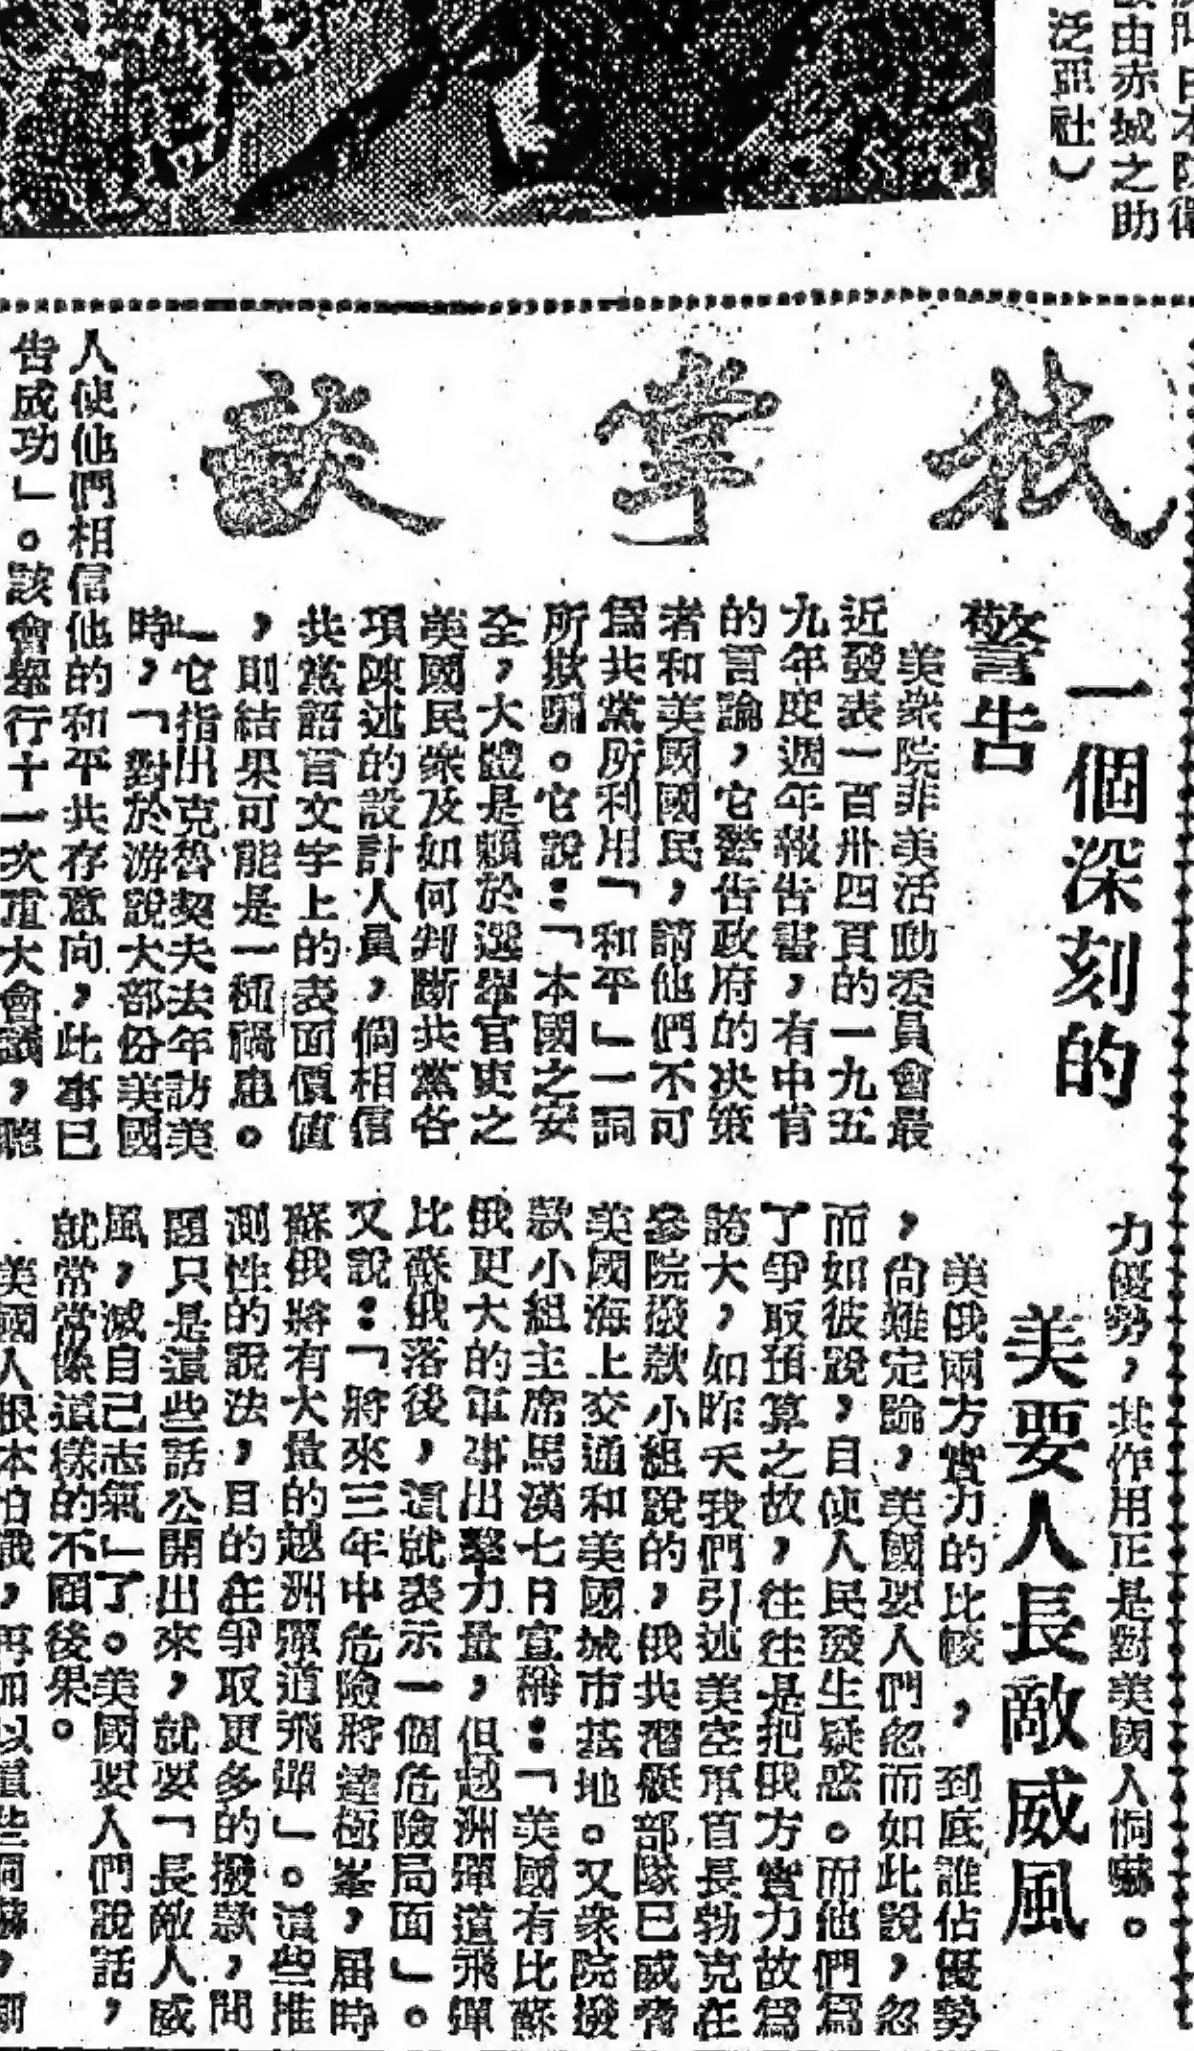 由赤城之助
泛亞社）
抵掌談
一個深刻的
警告
美衆院非美活動委員會最
近發表一百卅四頁的一九五
九年度週年報告書，有中肯
的言論，它警告政府的决策
者和美國國民，請他們不可
爲共黨所利用「和平」一詞
所欺騙。它說：「本國之安
全，大體是賴於選舉官吏之
美國民衆及如何判斷共黨各
項陳述的設計人員，倘相信
共黨語言文字上的表面價值
，則結果可能是一種禍患。
」它指出克魯契夫去年訪美
時，「對於游說大部份美國
人使他們相信他的和平共存意向，此事已
告成功」。該會舉行十一次重大會議，聽
力優勢，其作用正是對美國人恫嚇。
美要人長敵威風
美俄兩方實力的比較，到底誰佔優勢
，尙難定論，美國要人們忽而如此說，忽
而如彼說，自使人民發生疑惑。而他們爲
了爭取預算之故，往往是把俄方實力故爲
誇大，如昨天我們引述美空軍首長勃克在
參院撥款小組說的，俄共潛艇部隊已威脅
美國海上交通和美國城市基地。又衆院撥
款小組主席馬漢七日宣稱：「美國有比蘇
俄更大的軍事出擊力量，但越洲彈道飛彈
比蘇俄落後，這就表示一個危險局面」。
又說：「將來三年中危險將達極峯，屆時
蘇俄將有大量的越洲彈道飛彈」。這些推
測性的說法，目的在爭取更多的撥款，問
題只是這些話公開出來，就要「長敵人威
風，滅自己志氣」了。美國要人們說話，
就常常像這樣的不顧後果。
美國人根本怕俄，再加以這些恫嚇，